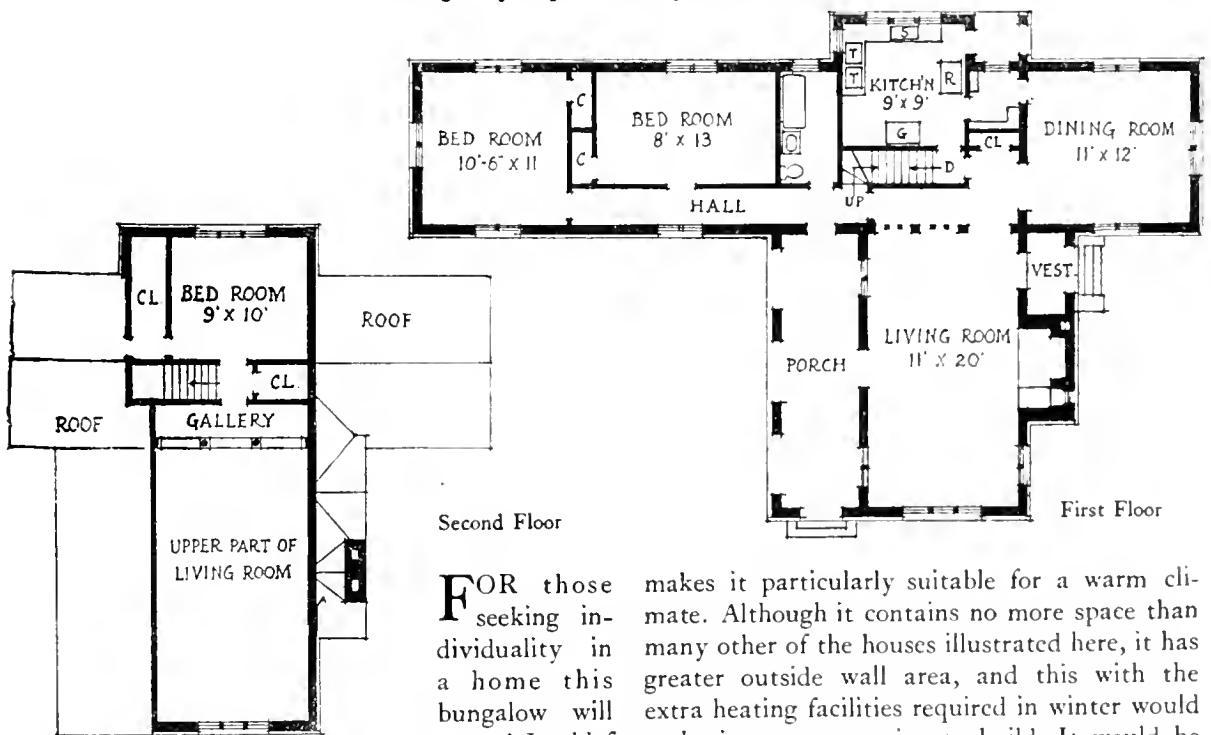 S
T
T
KITCH'N
R
9' x 9'
G
CL
D
UP
BED ROOM
10'-6" x 11
C
C
BED ROOM
8' x 13
HALL
DINING ROOM
11' x 12'
VEST.
LIVING ROOM
11' x 20'
PORCH
First Floor
CL.
BED ROOM
9' x 10'
ROOF
CL.
ROOF
GALLERY
UPPER PART OF
LIVING ROOM
Second Floor
FOR those
seeking in-
dividuality in
a home this
bungalow will
makes it particularly suitable for a warm cli-
mate. Although it contains no more space than
many other of the houses illustrated here, it has
greater outside wall area, and this with the
extra heating facilities required in winter would